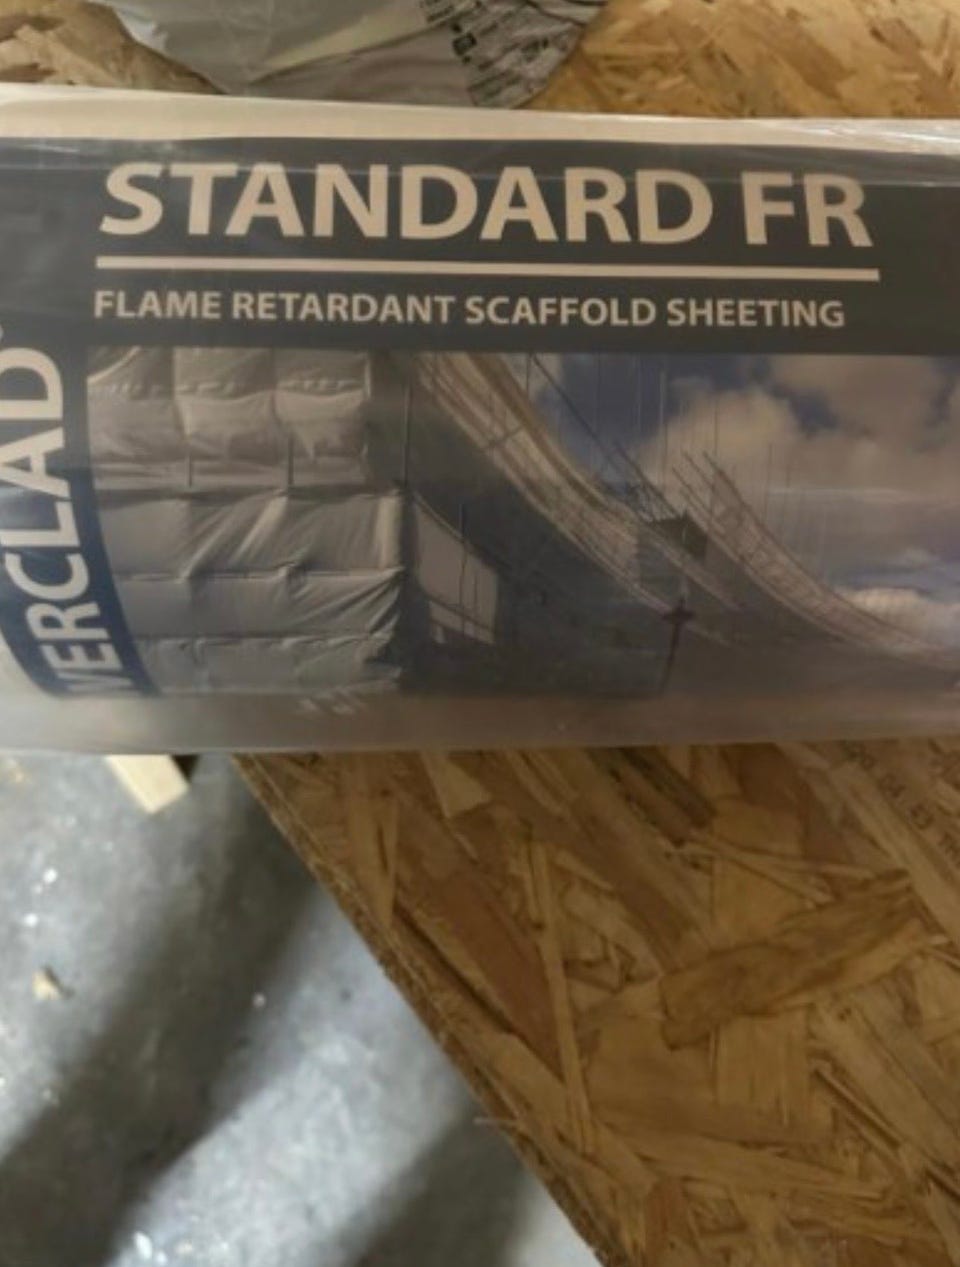 STANDARD FR
FLAME RETARDANT SCAFFOLD SHEETING
VERCLAD